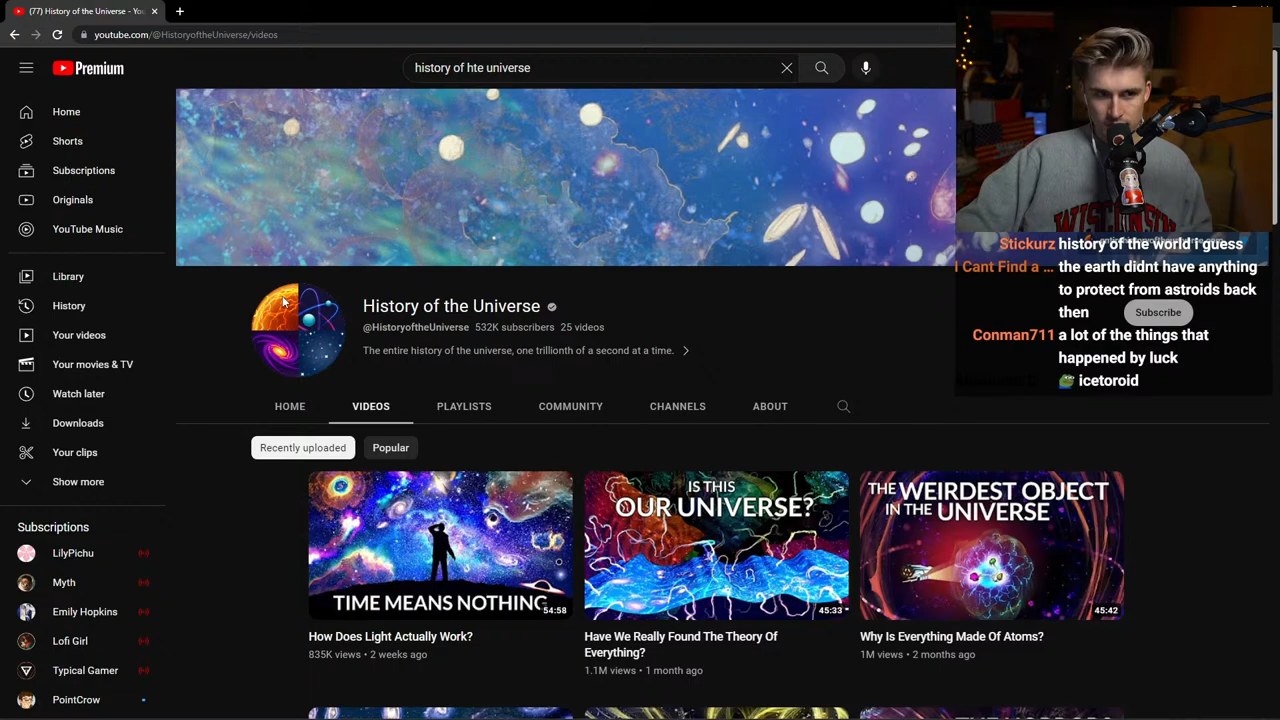 (77) History of the Universe - You
youtube.com/@HistoryoftheUniverse/videos
Premium
history of hte universe
Home
Shorts
Subscriptions
Originals
YouTube Music
Library
History
Your videos
Your movies & TV
Watch later
Downloads
Your clips
Show more
Subscriptions
LilyPichu
Myth
Emily Hopkins
Lofi Girl
Typical Gamer
PointCrow
History of the Universe
@HistoryoftheUniverse 532K subscribers 25 videos
The entire history of the universe, one trillionth of a second at a time.
Subscribe
HOME VIDEOS PLAYLISTS COMMUNITY CHANNELS ABOUT
Recently uploaded Popular
TIME MEANS NOTHING
54:58
How Does Light Actually Work?
835K views • 2 weeks ago
IS THIS
OUR UNIVERSE?
45:33
Have We Really Found The Theory Of
Everything?
1.1M views • 1 month ago
THE WEIRDEST OBJECT
IN THE UNIVERSE
45:42
Why Is Everything Made Of Atoms?
1M views • 2 months ago
WISCONSIN
Stickurz history of the world i guess
I Cant Find a ... the earth didnt have anything
to protect from astroids back
then
Conman711 a lot of the things that
happened by luck
icetoroid